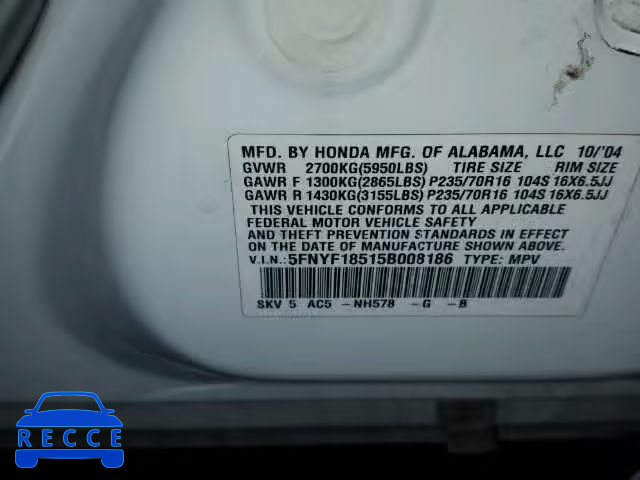 MFD. BY HONDA MFG. OF ALABAMA, LLC 10/'04
GVWR 2700KG(5950LBS) TIRE SIZE RIM SIZE
GAWR F 1300KG(2865LBS) P235/70R16 104S 16X6.5JJ
GAWR R 1430KG(3155LBS) P235/70R16 104S 16X6.5JJ
THIS VEHICLE CONFORMS TO ALL APPLICABLE
FEDERAL MOTOR VEHICLE SAFETY
AND THEFT PREVENTION STANDARDS IN EFFECT
ON THE DATE OF MANUFACTURE SHOWN ABOVE.
V.I.N.: 5FNYF18515B008186 TYPE: MPV
SKV 5 AC5 -NH578 -G -B